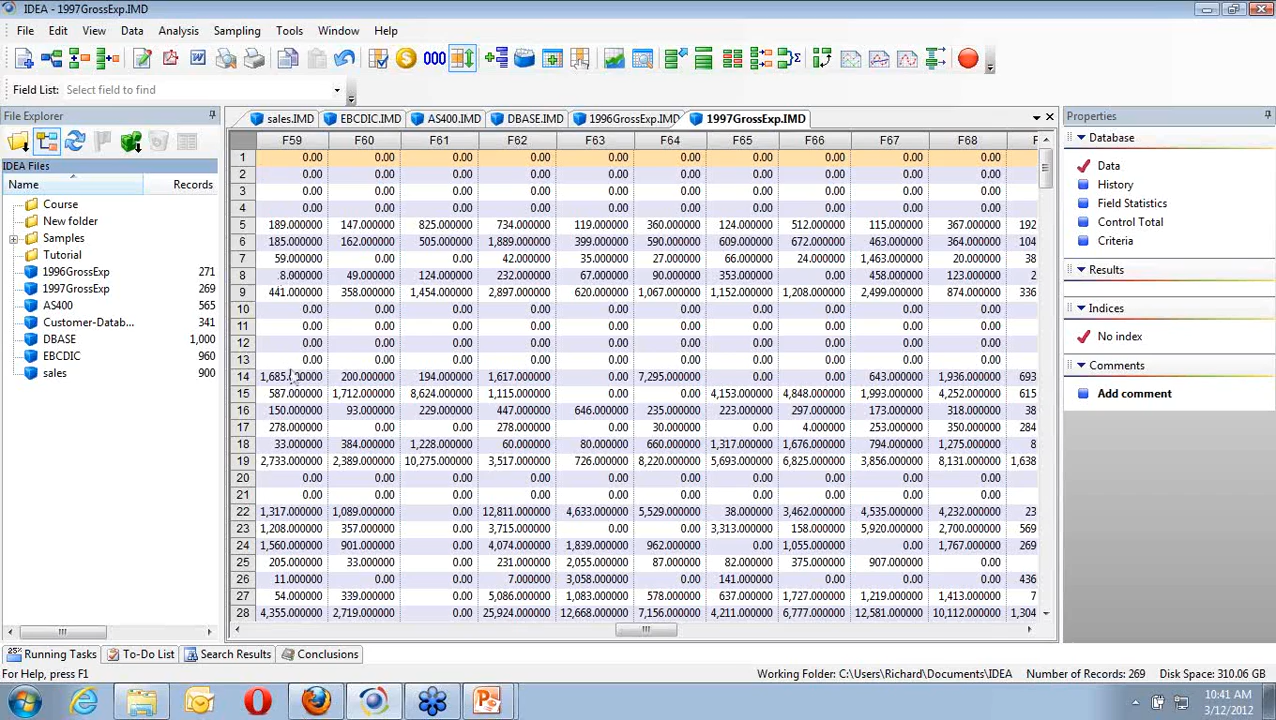 IDEA - 1997GrossExp.IMD
File Edit View Data Analysis Sampling Tools Window Help
Field List: Select field to find
File Explorer
IDEA Files
Name Records
Course
New folder
Samples
Tutorial
1996GrossExp 271
1997GrossExp 269
AS400 565
Customer-Datab... 341
DBASE 1,000
EBCDIC 960
sales 900
sales.IMD EBCDIC.IMD AS400.IMD DBASE.IMD 1996GrossExp.IMD 1997GrossExp.IMD
F59 F60 F61 F62 F63 F64 F65 F66 F67 F68 F
1 0.00 0.00 0.00 0.00 0.00 0.00 0.00 0.00 0.00 0.00
2 0.00 0.00 0.00 0.00 0.00 0.00 0.00 0.00 0.00 0.00
3 0.00 0.00 0.00 0.00 0.00 0.00 0.00 0.00 0.00 0.00
4 0.00 0.00 0.00 0.00 0.00 0.00 0.00 0.00 0.00 0.00
5 189.000000 147.000000 825.000000 734.000000 119.000000 360.000000 124.000000 512.000000 115.000000 367.000000 192
6 185.000000 162.000000 505.000000 1,889.000000 399.000000 590.000000 609.000000 672.000000 463.000000 364.000000 104
7 59.000000 0.00 0.00 42.000000 35.000000 27.000000 66.000000 24.000000 1,463.000000 20.000000 38
8 8.000000 49.000000 124.000000 232.000000 67.000000 90.000000 353.000000 0.00 458.000000 123.000000 2
9 441.000000 358.000000 1,454.000000 2,897.000000 620.000000 1,067.000000 1,152.000000 1,208.000000 2,499.000000 874.000000 336
10 0.00 0.00 0.00 0.00 0.00 0.00 0.00 0.00 0.00 0.00
11 0.00 0.00 0.00 0.00 0.00 0.00 0.00 0.00 0.00 0.00
12 0.00 0.00 0.00 0.00 0.00 0.00 0.00 0.00 0.00 0.00
13 0.00 0.00 0.00 0.00 0.00 0.00 0.00 0.00 0.00 0.00
14 200.000000 194.000000 1,617.000000 0.00 7,295.000000 0.00 0.00 643.000000 1,936.000000 693
15 587.000000 1,712.000000 8,624.000000 1,115.000000 0.00 0.00 4,153.000000 4,848.000000 1,993.000000 4,252.000000 615
16 150.000000 93.000000 229.000000 447.000000 646.000000 235.000000 223.000000 297.000000 173.000000 318.000000 38
17 278.000000 0.00 0.00 278.000000 0.00 30.000000 0.00 4.000000 253.000000 350.000000 284
18 33.000000 384.000000 1,228.000000 60.000000 80.000000 660.000000 1,317.000000 1,676.000000 794.000000 1,275.000000 8
19 2,733.000000 2,389.000000 10,275.000000 3,517.000000 726.000000 8,220.000000 5,693.000000 6,825.000000 3,856.000000 8,131.000000 1,638
20 0.00 0.00 0.00 0.00 0.00 0.00 0.00 0.00 0.00 0.00
21 0.00 0.00 0.00 0.00 0.00 0.00 0.00 0.00 0.00 0.00
22 1,317.000000 1,089.000000 0.00 12,811.000000 4,633.000000 5,529.000000 38.000000 3,462.000000 4,535.000000 4,232.000000 23
23 1,208.000000 357.000000 0.00 3,715.000000 0.00 0.00 3,313.000000 158.000000 5,920.000000 2,700.000000 569
24 1,560.000000 901.000000 0.00 4,074.000000 1,839.000000 962.000000 0.00 1,055.000000 0.00 1,767.000000 269
25 205.000000 33.000000 0.00 231.000000 2,055.000000 87.000000 82.000000 375.000000 907.000000 0.00
26 11.000000 0.00 0.00 7.000000 3,058.000000 0.00 141.000000 0.00 0.00 0.00 436
27 54.000000 339.000000 0.00 5,086.000000 1,083.000000 578.000000 637.000000 1,727.000000 1,219.000000 1,413.000000 7
28 4,355.000000 2,719.000000 0.00 25,924.000000 12,668.000000 7,156.000000 4,211.000000 6,777.000000 12,581.000000 10,112.000000 1,304
Properties
Database
Data
History
Field Statistics
Control Total
Criteria
Results
Indices
No index
Comments
Add comment
Running Tasks To-Do List Search Results Conclusions
For Help, press F1 Working Folder: C:\Users\Richard\Documents\IDEA Number of Records: 269 Disk Space: 310.06 GB
10:41 AM
3/12/2012